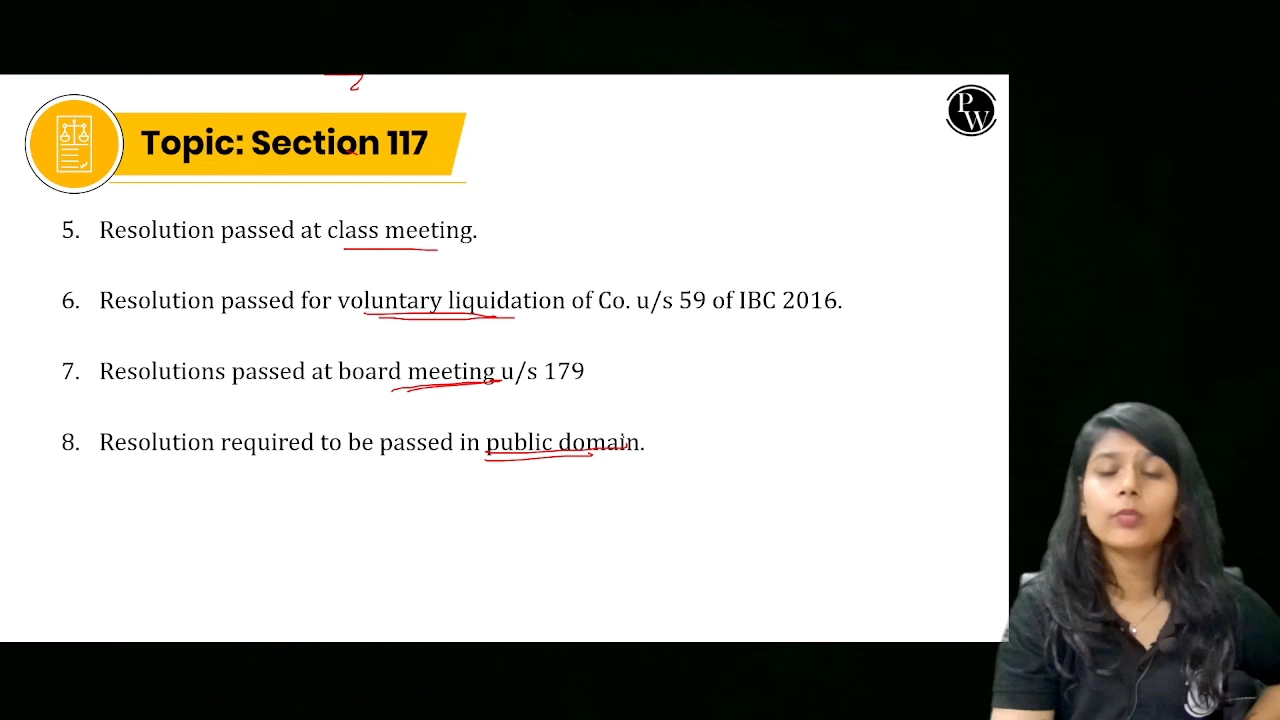 PW
Topic: Section 117
5. Resolution passed at class meeting.
6. Resolution passed for voluntary liquidation of Co. u/s 59 of IBC 2016.
7. Resolutions passed at board meeting u/s 179
8. Resolution required to be passed in public domain.